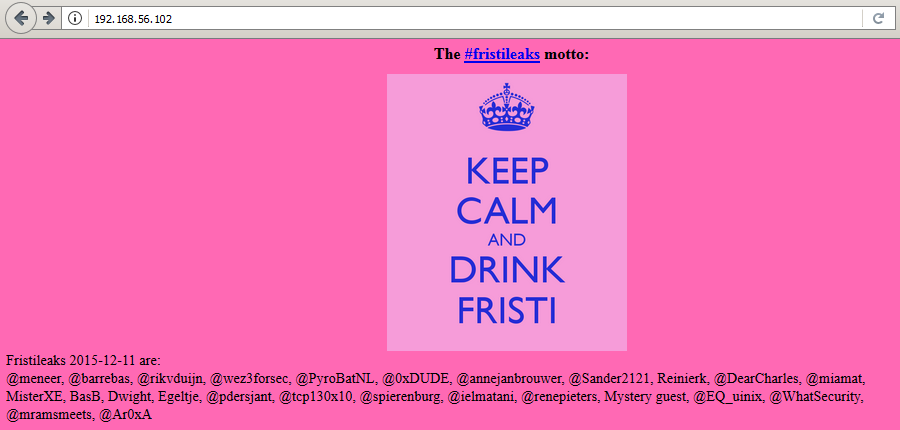 192.168.56.102
The #fristileaks motto:
KEEP
CALM
AND
DRINK
FRISTI
Fristileaks 2015-12-11 are:
@meneer, @barrebas, @rikvduijn, @wez3forsec, @PyroBatNL, @0xDUDE, @annejanbrouwer, @Sander2121, Reinierk, @DearCharles, @miamat,
MisterXE, BasB, Dwight, Egeltje, @pdersjant, @tcp130x10, @spierenburg, @ielmatani, @renepieters, Mystery guest, @EQ_uinix, @WhatSecurity,
@mramsmeets, @Ar0xA